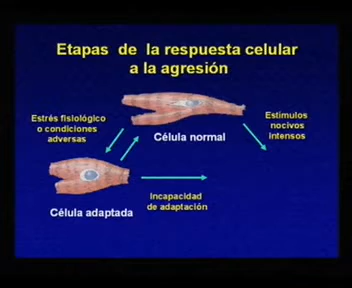 Etapas de la respuesta celular
a la agresión
Estrés fisiológico
o condiciones
adversas
Célula normal
Estímulos
nocivos
intensos
Célula adaptada
Incapacidad
de adaptación